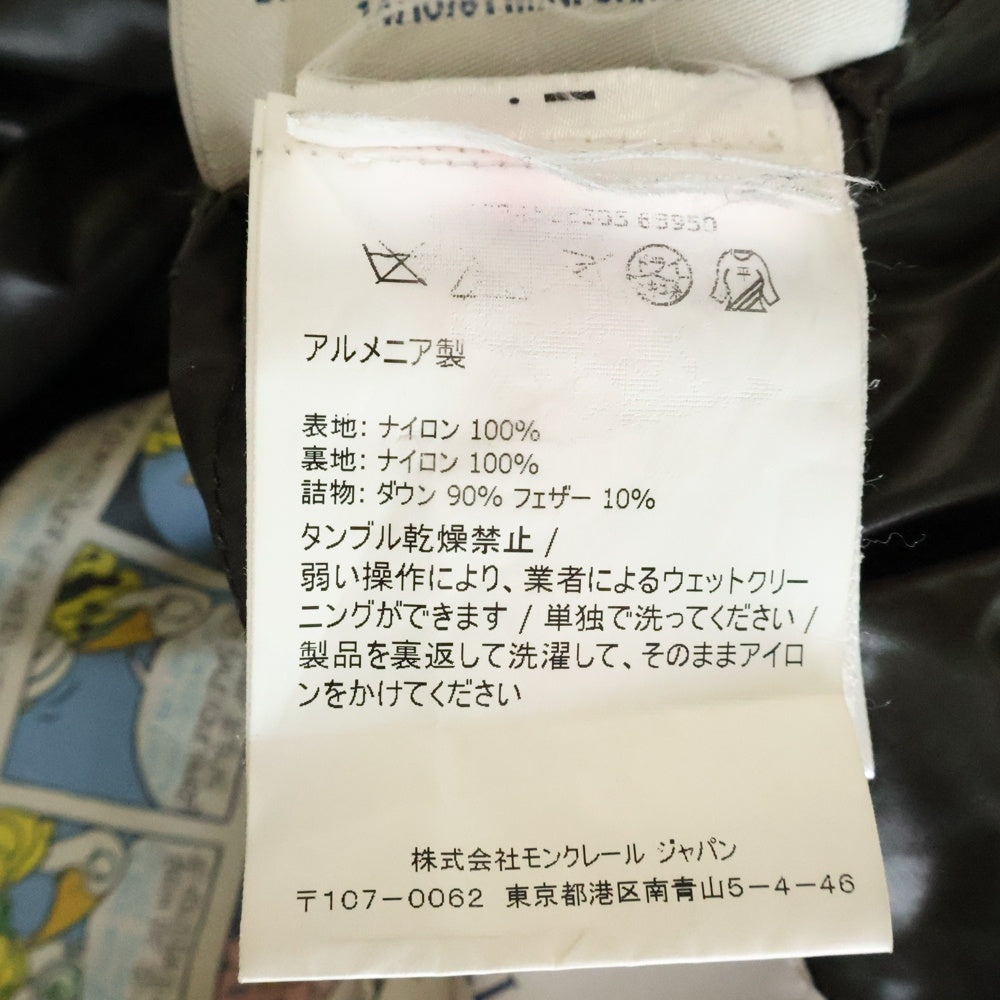 アルメニア製
表地: ナイロン 100%
裏地: ナイロン 100%
詰物: ダウン 90% フェザー 10%
タンブル乾燥禁止 /
弱い操作により、業者によるウェットクリー
ニングができます / 単独で洗ってください /
製品を裏返して洗濯して、そのままアイロ
ンをかけてください
株式会社モンクレール ジャパン
〒107-0062 東京都港区南青山5-4-46